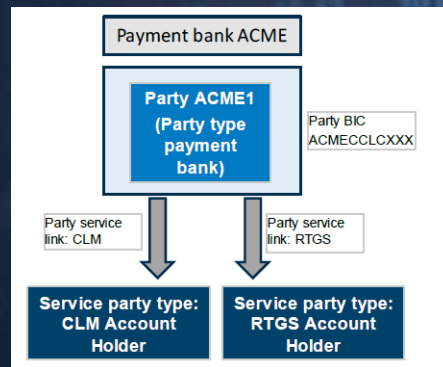 Payment bank ACME
Party ACME1
(Party type
payment
bank)
Party BIC
ACMECCLCXXX
Party service
link: CLM
Party service
link: RTGS
Service party type:
CLM Account
Holder
Service party type:
RTGS Account
Holder